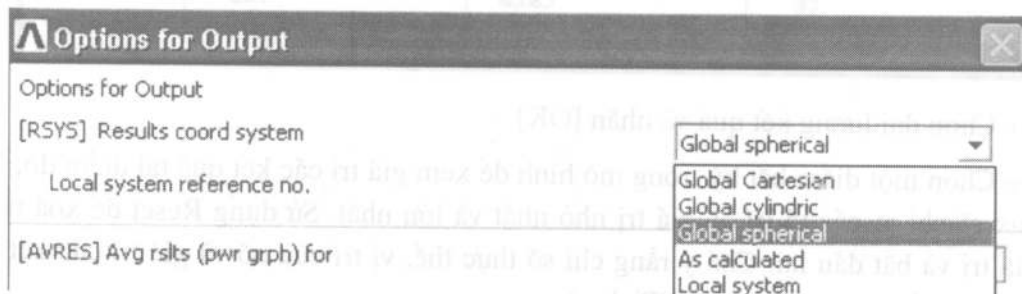 Options for Output
Options for Output
[RSYS] Results coord system
Global spherical
Local system reference no.
Global Cartesian
Global cylindric
Global spherical
As calculated
Local system
[AVRES] Avg rslts (pwr grph) for